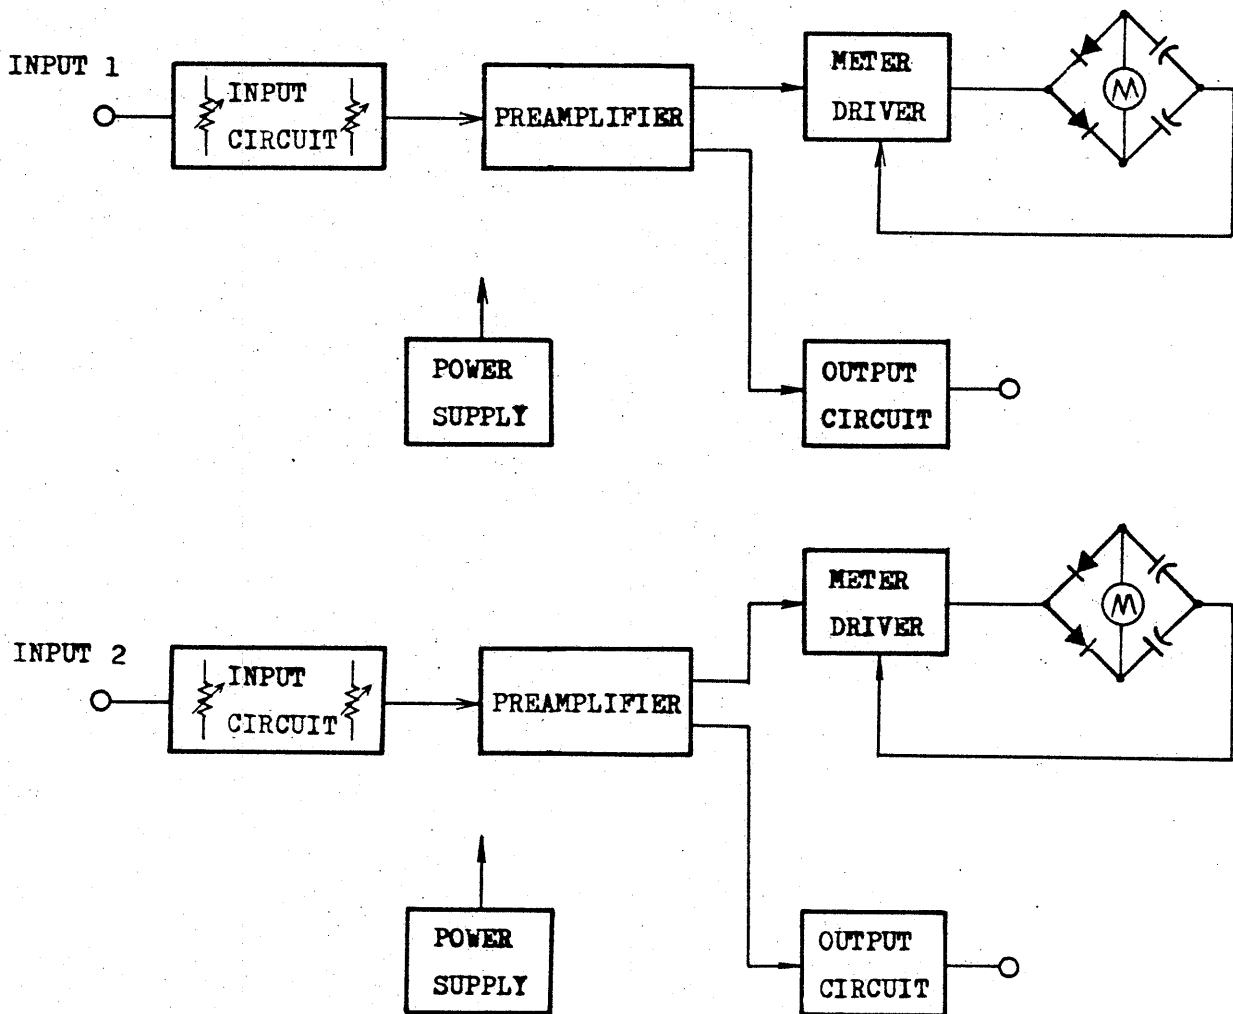 INPUT 1
INPUT
CIRCUIT
PREAMPLIFIER
METER
DRIVER
M
POWER
SUPPLY
OUTPUT
CIRCUIT
INPUT 2
INPUT
CIRCUIT
PREAMPLIFIER
METER
DRIVER
M
POWER
SUPPLY
OUTPUT
CIRCUIT